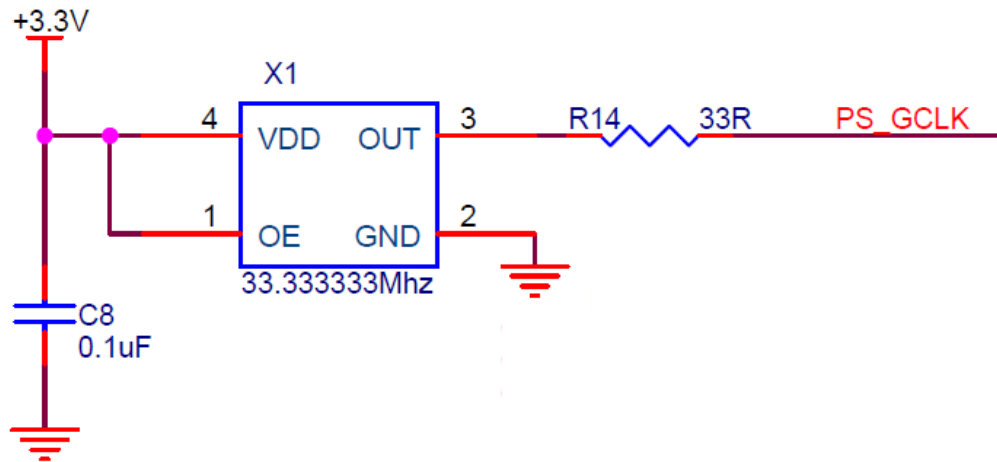 +3.3V
X1
4 VDD OUT 3 R14 33R PS_GCLK
1 OE GND 2
33.333333Mhz
C8
0.1uF